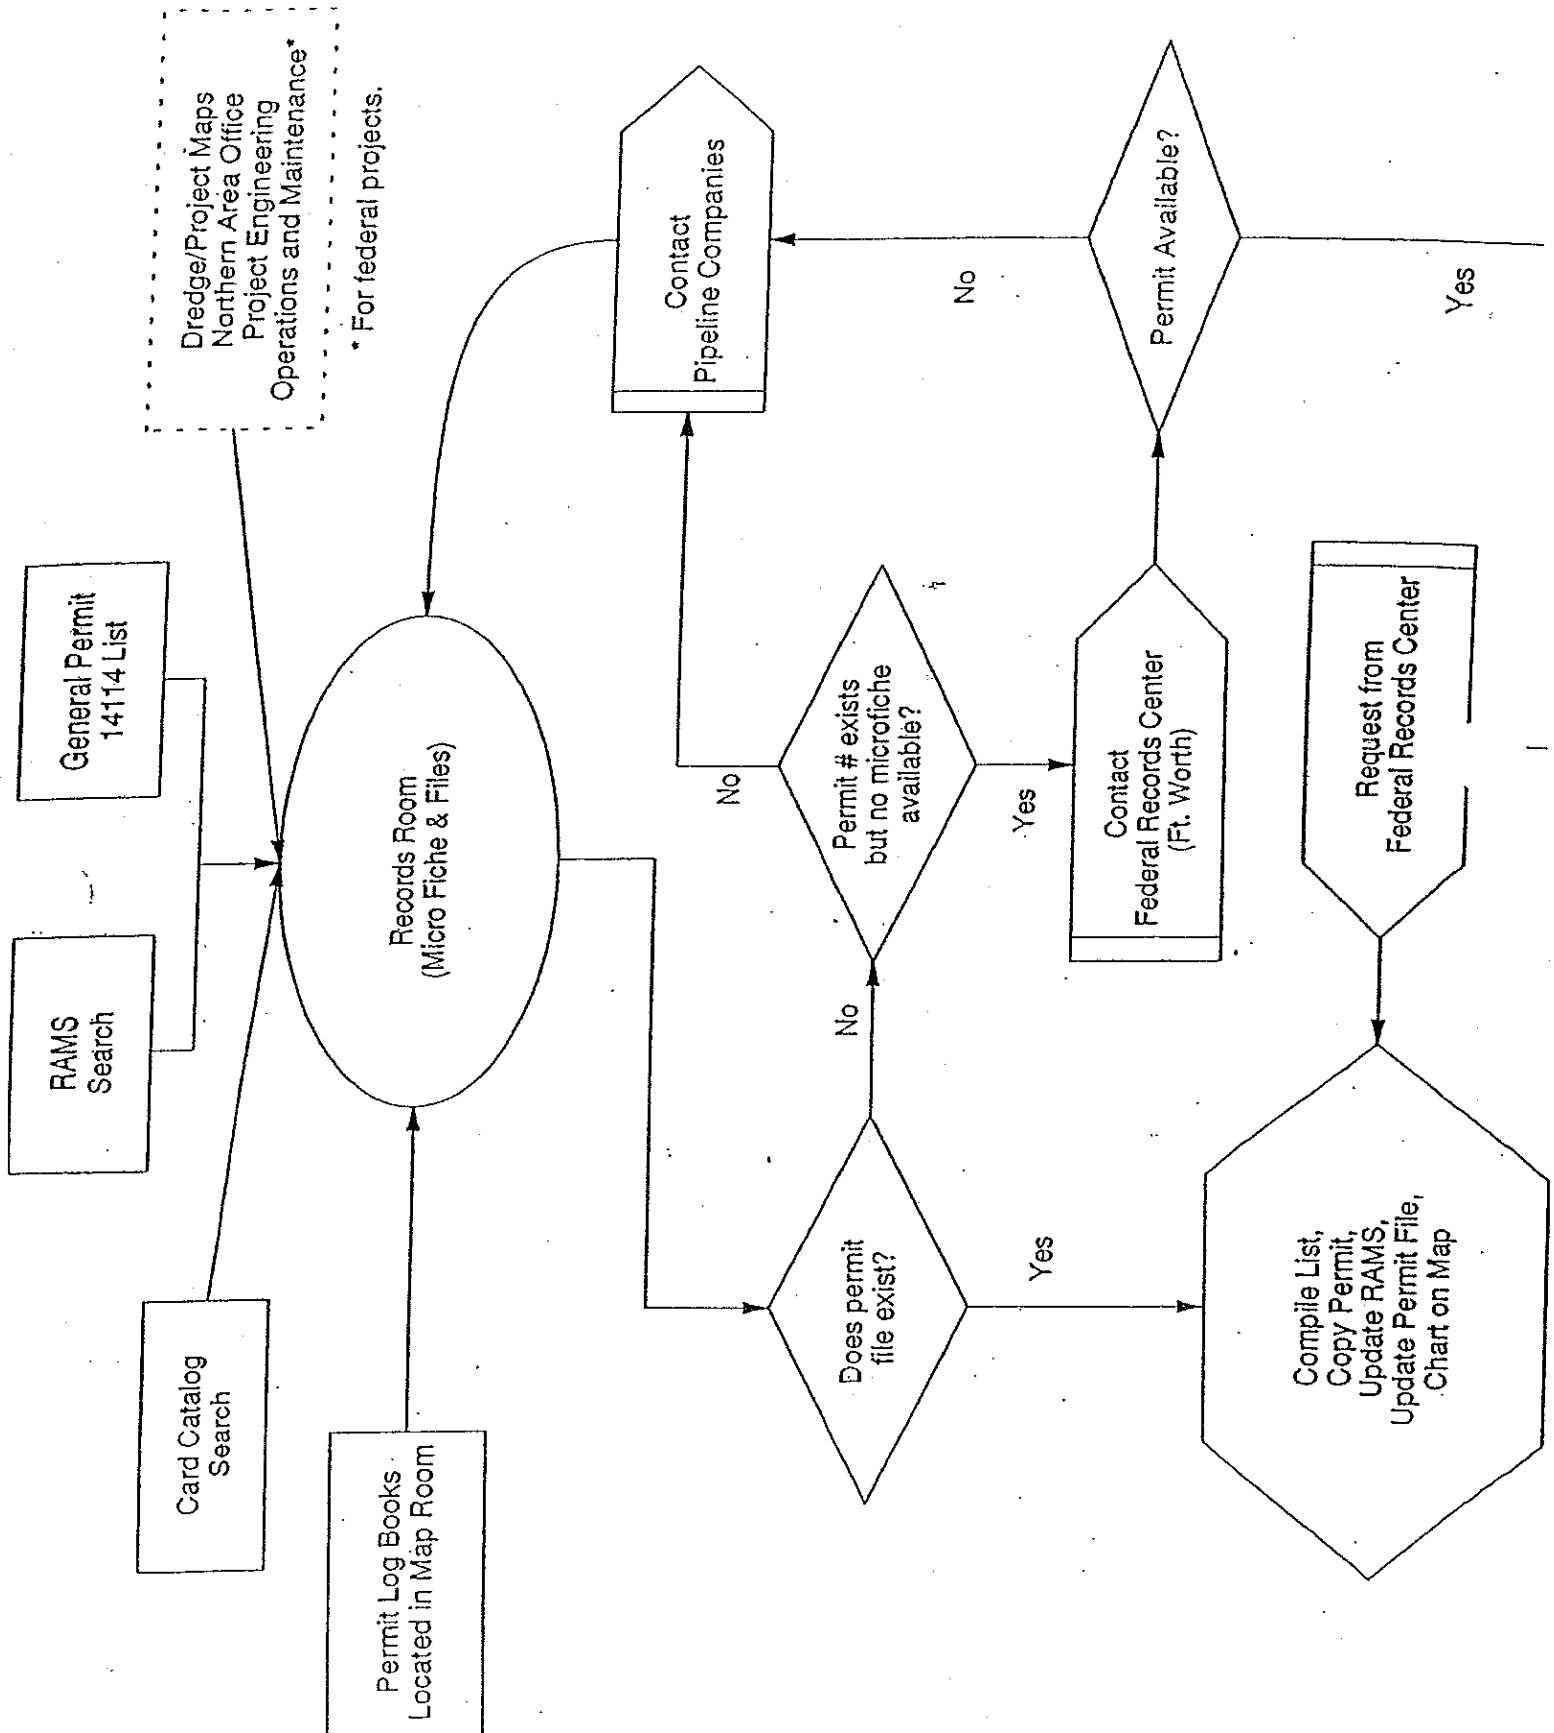 Dredge/Project Maps
Northern Area Office
Project Engineering
Operations and Maintenance*
* For federal projects.
General Permit
14114 List
RAMS
Search
Card Catalog
Search
Permit Log Books
Located in Map Room
Records Room
(Micro Fiche & Files)
Contact
Pipeline Companies
Does permit
file exist?
No
Yes
Permit # exists
but no microfiche
available?
No
Yes
Contact
Federal Records Center
(Ft. Worth)
Permit Available?
No
Yes
Request from
Federal Records Center
Compile List,
Copy Permit,
Update RAMS,
Update Permit File,
Chart on Map